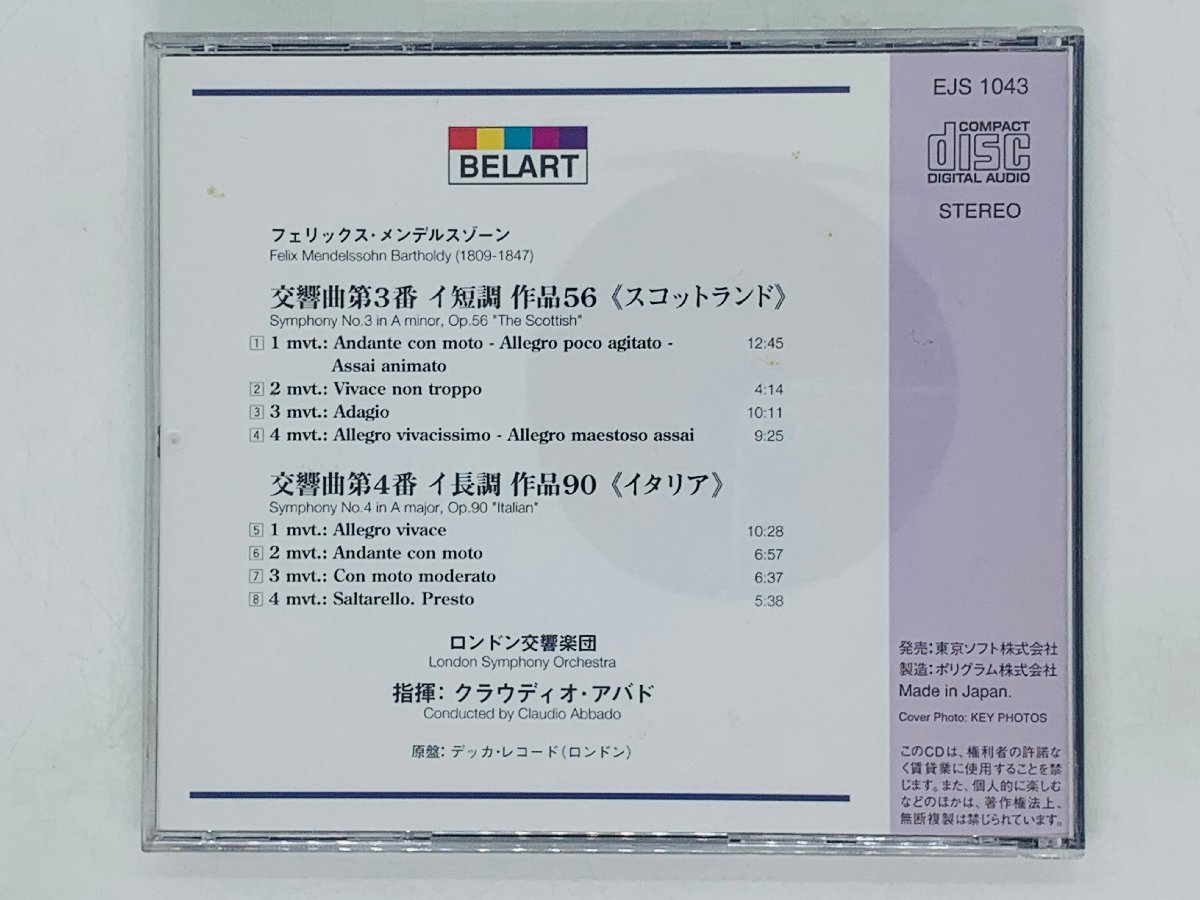 BELART
フェリックス・メンデルスゾーン
Felix Mendelssohn Bartholdy (1809-1847)
交響曲第3番 イ短調 作品56《スコットランド》
Symphony No.3 in A minor, Op.56 "The Scottish"
1 1 mvt.: Andante con moto - Allegro poco agitato - 12:45
Assai animato
2 2 mvt.: Vivace non troppo 4:14
3 3 mvt.: Adagio 10:11
4 4 mvt.: Allegro vivacissimo - Allegro maestoso assai 9:25
交響曲第4番 イ長調 作品90《イタリア》
Symphony No.4 in A major, Op.90 "Italian"
5 1 mvt.: Allegro vivace 10:28
6 2 mvt.: Andante con moto 6:57
7 3 mvt.: Con moto moderato 6:37
8 4 mvt.: Saltarello. Presto 5:38
ロンドン交響楽団
London Symphony Orchestra
指揮: クラウディオ・アバド
Conducted by Claudio Abbado
原盤: デッカ・レコード(ロンドン)
EJS 1043
COMPACT
disc
DIGITAL AUDIO
STEREO
発売:東京ソフト株式会社
製造:ポリグラム株式会社
Made in Japan.
Cover Photo: KEY PHOTOS
このCDは、権利者の許諾な
く賃貸業に使用することを禁
じます。また、個人的に楽しむ
などのほかは、著作権法上、
無断複製は禁じられています。